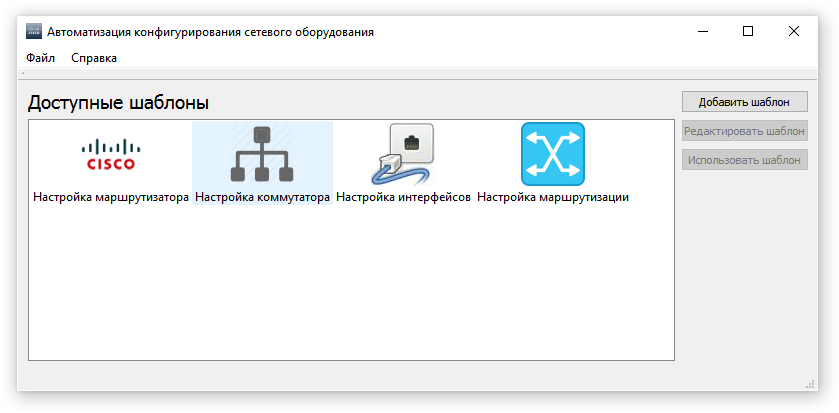 Автоматизация конфигурирования сетевого оборудования
Файл Справка
Доступные шаблоны
Добавить шаблон
Редактировать шаблон
Использовать шаблон
CISCO
Настройка маршрутизатора Настройка коммутатора Настройка интерфейсов Настройка маршрутизации